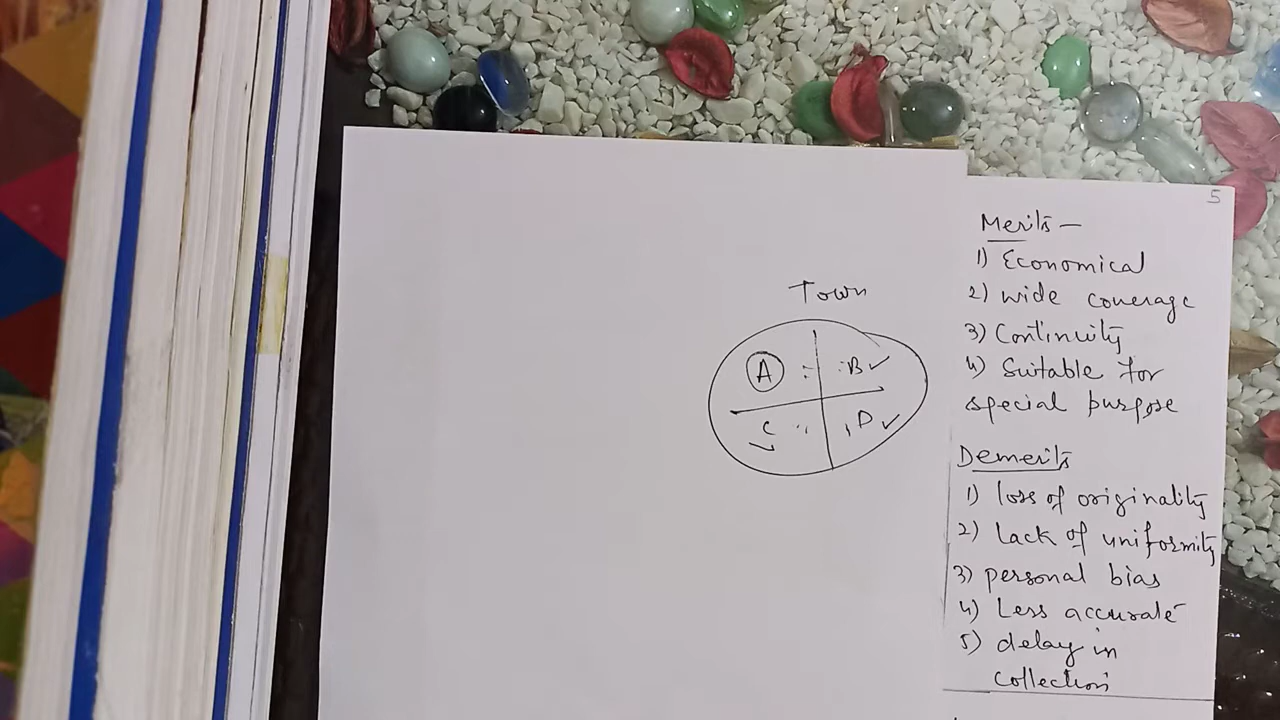 Town
A
B
C
D
5
Merits —
1) Economical
2) wide coverage
3) Continuity
4) Suitable for
special purpose
Demerits
1) loss of originality
2) lack of uniformity
3) personal bias
4) Less accurate
5) delay in
collection